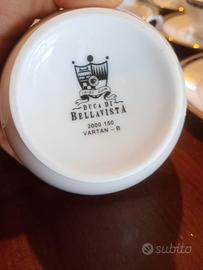 DUCA DI
BELLAVISTA
2000 150
VARTAN - B
subito